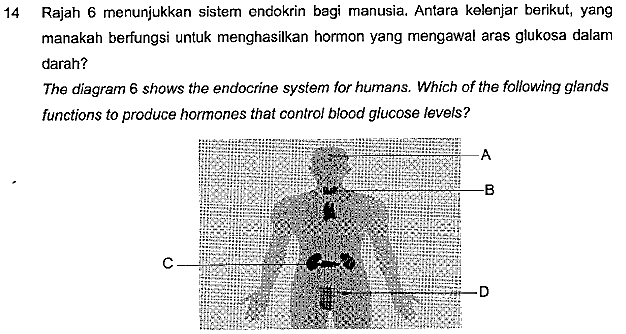 14 Rajah 6 menunjukkan sistem endokrin bagi manusia. Antara kelenjar berikut, yang
manakah berfungsi untuk menghasilkan hormon yang mengawal aras glukosa dalam
darah?
The diagram 6 shows the endocrine system for humans. Which of the following glands
functions to produce hormones that control blood glucose levels?
A
B
C
D